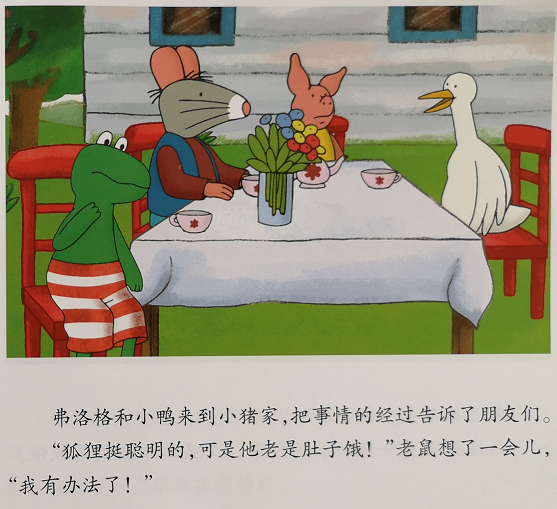 弗洛格和小鸭来到小猪家,把事情的经过告诉了朋友们。
“狐狸挺聪明的,可是他老是肚子饿!”老鼠想了一会儿,
“我有办法了!”